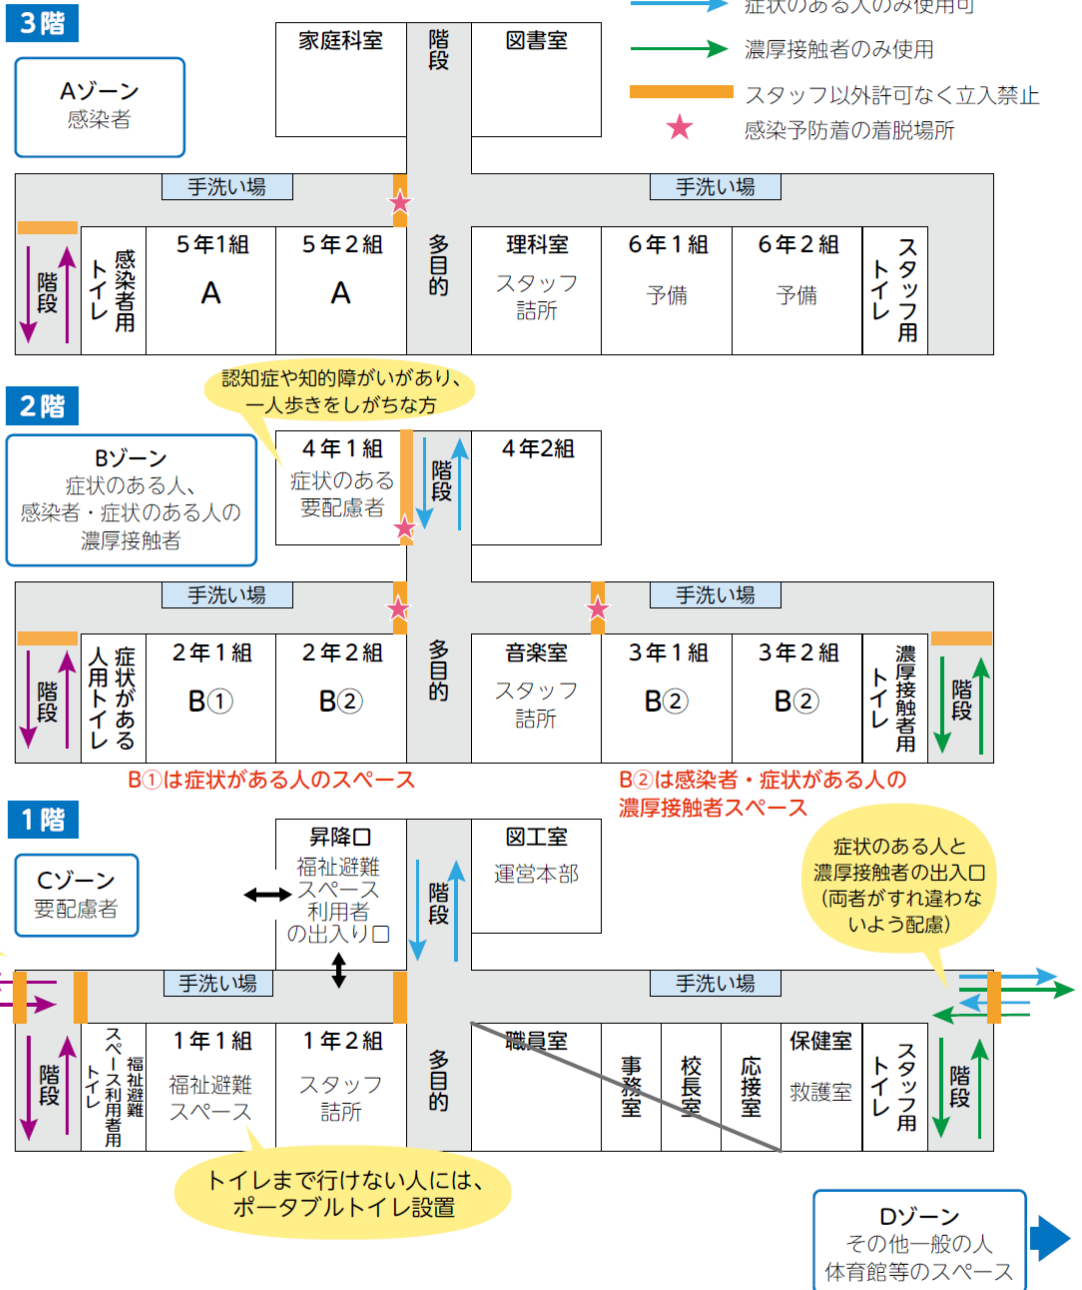 症状のある人のみ使用可
濃厚接触者のみ使用
スタッフ以外許可なく立入禁止
感染予防着の着脱場所
3階
Aゾーン
感染者
家庭科室
階段
図書室
手洗い場
手洗い場
階段
感染者用
トイレ
5年1組
A
5年2組
A
多目的
理科室
スタッフ
詰所
6年1組
予備
6年2組
予備
スタッフ用
トイレ
認知症や知的障がいがあり、
一人歩きをしがちな方
2階
Bゾーン
症状のある人、
感染者・症状のある人の
濃厚接触者
4年1組
症状のある
要配慮者
階段
4年2組
手洗い場
手洗い場
階段
症状がある
人用トイレ
2年1組
B①
2年2組
B②
多目的
音楽室
スタッフ
詰所
3年1組
B②
3年2組
B②
濃厚接触者用
トイレ
階段
B①は症状がある人のスペース
B②は感染者・症状がある人の
濃厚接触者スペース
1階
Cゾーン
要配慮者
昇降口
福祉避難
スペース
利用者
の出入り口
階段
図工室
運営本部
症状のある人と
濃厚接触者の出入口
(両者がすれ違わな
いよう配慮)
手洗い場
手洗い場
階段
福祉避難
スペース利用者用
トイレ
1年1組
福祉避難
スペース
1年2組
スタッフ
詰所
多目的
職員室
事務室
校長室
応接室
保健室
救護室
スタッフ用
トイレ
階段
トイレまで行けない人には、
ポータブルトイレ設置
Dゾーン
その他一般の人
体育館等のスペース